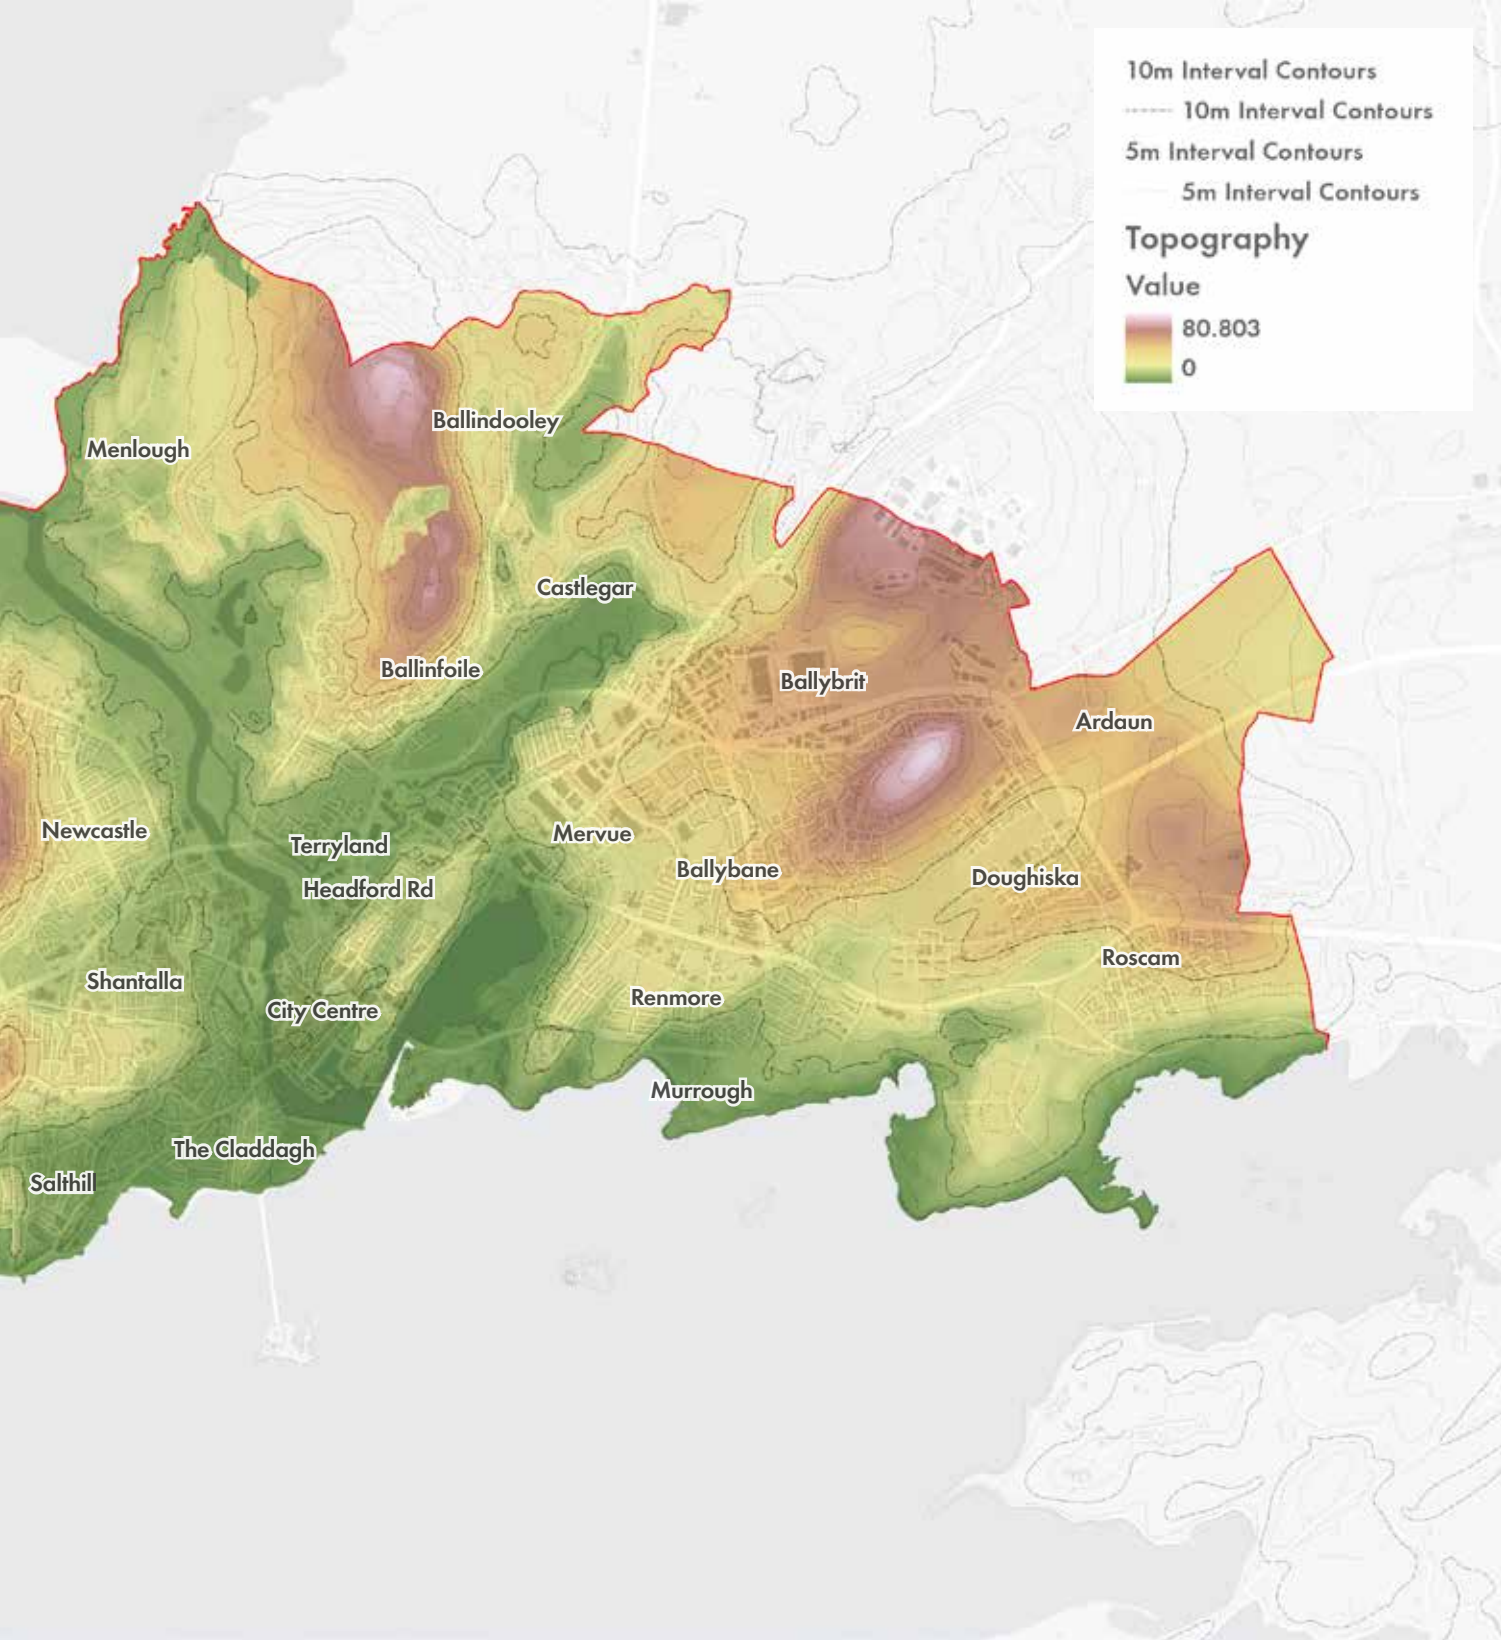 10m Interval Contours
10m Interval Contours
5m Interval Contours
5m Interval Contours
Topography
Value
80.803
0
Ballindooley
Menlough
Castlegar
Ballinfoile
Ballybrit
Ardaun
Newcastle
Mervue
Terryland
Ballybane
Doughiska
Headford Rd
Roscam
Shantalla
Renmore
City Centre
Murrough
The Claddagh
Salthill